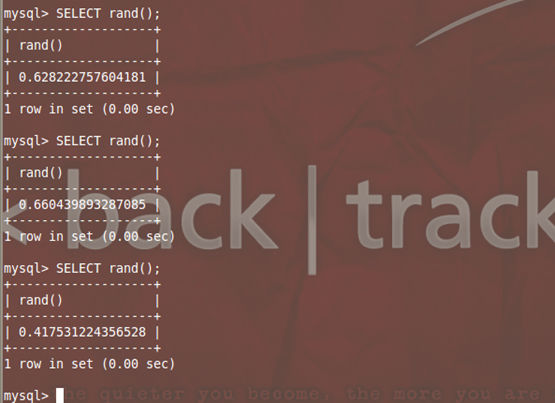 mysql> SELECT rand();
+-------------------+
| rand()            |
+-------------------+
| 0.628222757604181 |
+-------------------+
1 row in set (0.00 sec)
mysql> SELECT rand();
+-------------------+
| rand()            |
+-------------------+
| 0.660439893287085 |
+-------------------+
1 row in set (0.00 sec)
mysql> SELECT rand();
+-------------------+
| rand()            |
+-------------------+
| 0.417531224356528 |
+-------------------+
1 row in set (0.00 sec)
mysql>
<< back | track
he quieter you become, the more you are